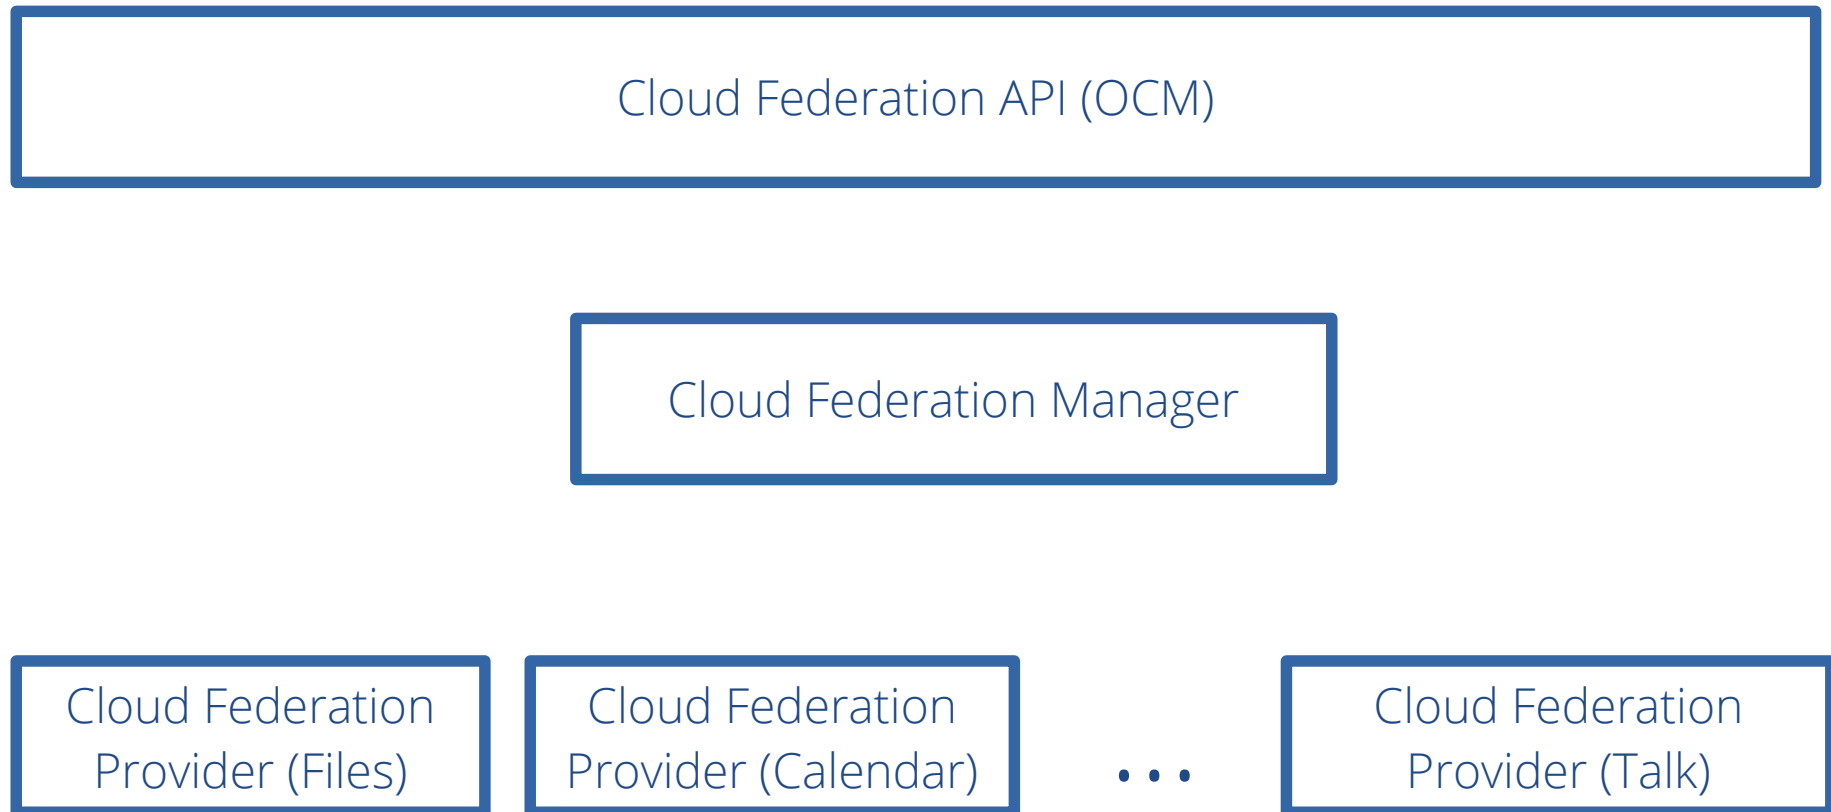 Cloud Federation API (OCM)
Cloud Federation Manager
Cloud Federation
Provider (Files)
Cloud Federation
Provider (Calendar)
...
Cloud Federation
Provider (Talk)